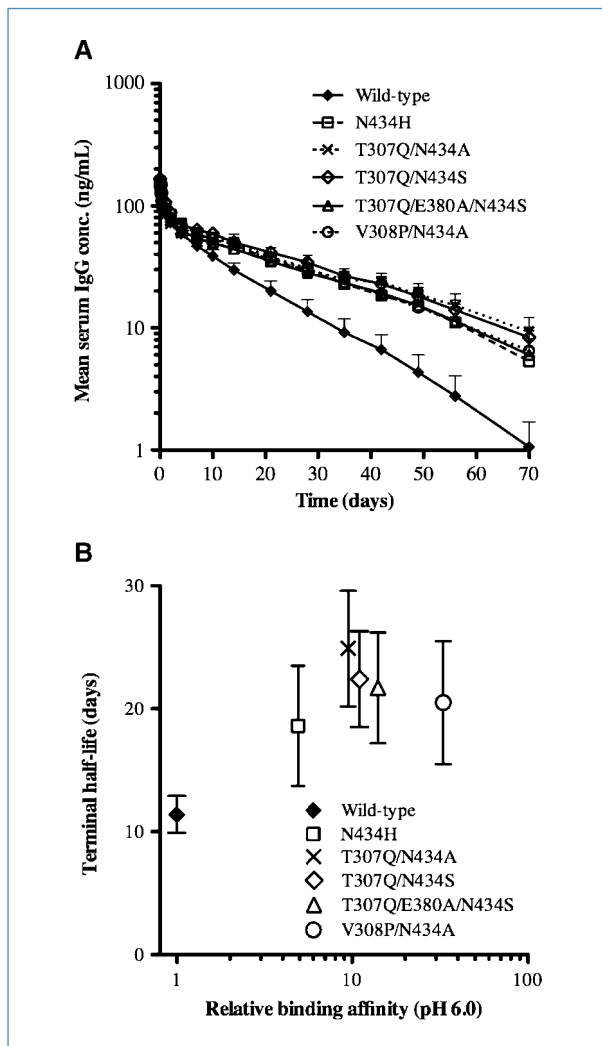 A
1000
100
10
1
Mean serum IgG conc. (ng/mL)
Wild-type
N434H
T307Q/N434A
T307Q/N434S
T307Q/E380A/N434S
V308P/N434A
0 10 20 30 40 50 60 70
Time (days)
B
30
20
10
0
Terminal half-life (days)
Wild-type
N434H
T307Q/N434A
T307Q/N434S
T307Q/E380A/N434S
V308P/N434A
1 10 100
Relative binding affinity (pH 6.0)